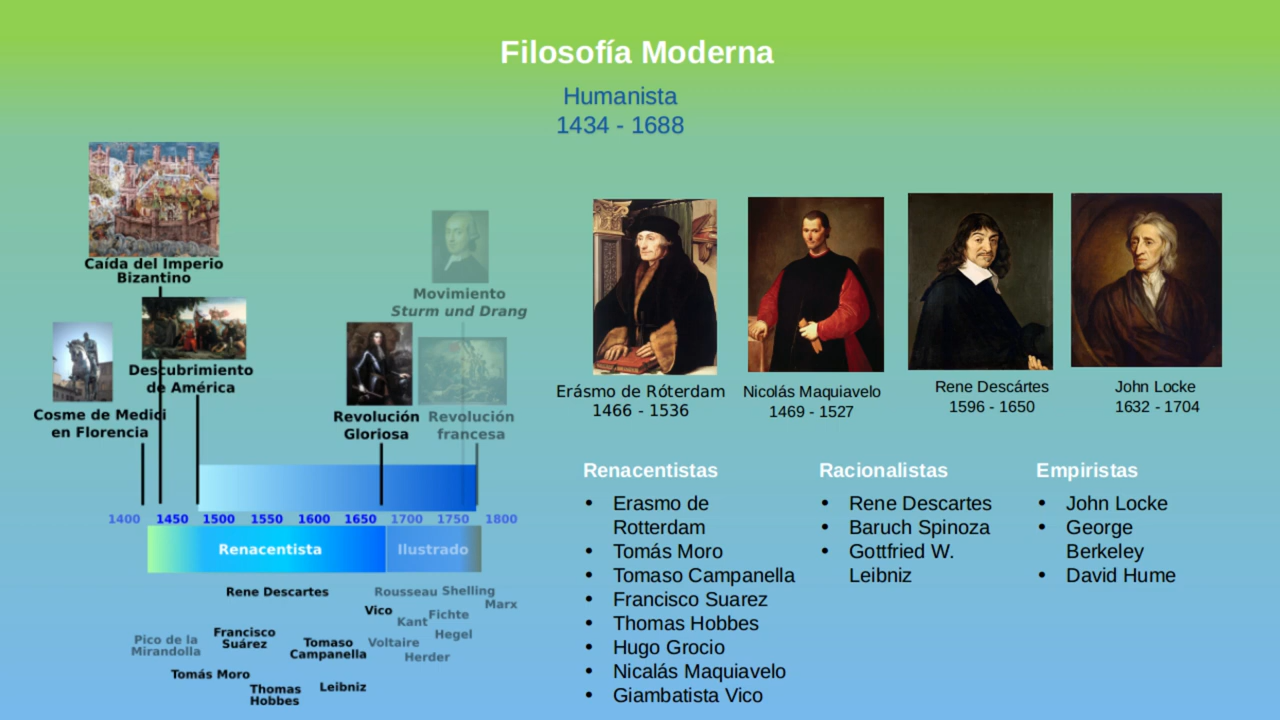 Filosofía Moderna
Humanista
1434 - 1688
Caída del Imperio
Bizantino
Descubrimiento
de América
Cosme de Medici
en Florencia
Movimiento
Sturm und Drang
Revolución
Gloriosa
Revolución
francesa
1400 1450 1500 1550 1600 1650 1700 1750 1800
Renacentista
Ilustrado
Rene Descartes
Rousseau
Shelling
Marx
Vico
Kant
Fichte
Francisco
Suárez
Hegel
Pico de la
Mirandolla
Tomaso
Campanella
Voltaire
Herder
Tomás Moro
Thomas
Hobbes
Leibniz
Erásmo de Róterdam
1466 - 1536
Nicolás Maquiavelo
1469 - 1527
Rene Descártes
1596 - 1650
John Locke
1632 - 1704
Renacentistas
• Erasmo de
Rotterdam
• Tomás Moro
• Tomaso Campanella
• Francisco Suarez
• Thomas Hobbes
• Hugo Grocio
• Nicalás Maquiavelo
• Giambatista Vico
Racionalistas
• Rene Descartes
• Baruch Spinoza
• Gottfried W.
Leibniz
Empiristas
• John Locke
• George
Berkeley
• David Hume